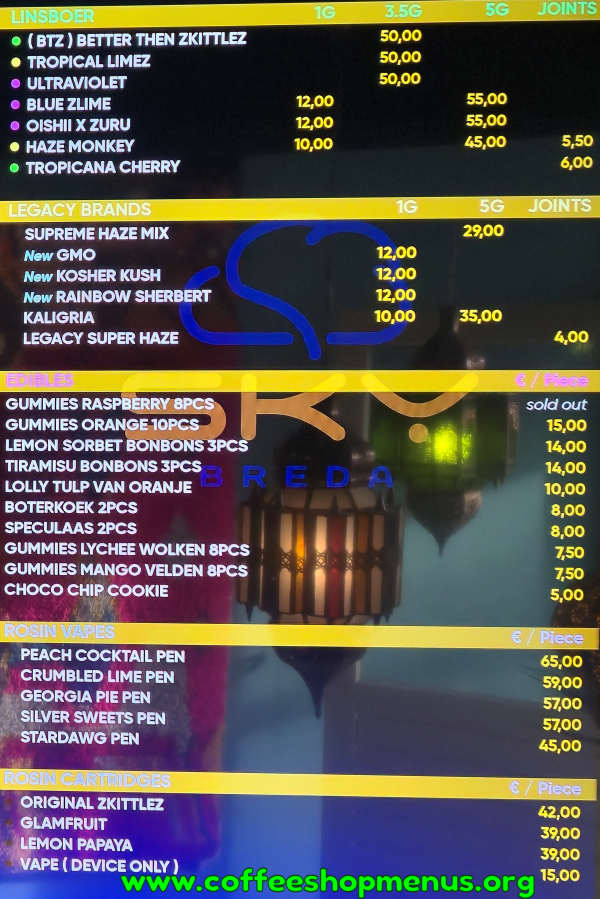 LINSBOER 1G 3.5G 5G JOINTS
( BTZ ) BETTER THEN ZKITTLEZ 50,00
TROPICAL LIMEZ 50,00
ULTRAVIOLET 50,00
BLUE ZLIME 12,00 55,00
OISHII X ZURU 12,00 55,00
HAZE MONKEY 10,00 45,00 5,50
TROPICANA CHERRY 6,00
LEGACY BRANDS 1G 5G JOINTS
SUPREME HAZE MIX 29,00
New GMO 12,00
New KOSHER KUSH 12,00
New RAINBOW SHERBERT 12,00
KALIGRIA 10,00 35,00
LEGACY SUPER HAZE 4,00
EDIBLES € / Piece
GUMMIES RASPBERRY 8PCS sold out
SKY
GUMMIES ORANGE 10PCS 15,00
LEMON SORBET BONBONS 3PCS 14,00
TIRAMISU BONBONS 3PCS 14,00
BREDA
LOLLY TULP VAN ORANJE 10,00
BOTERKOEK 2PCS 8,00
SPECULAAS 2PCS 8,00
GUMMIES LYCHEE WOLKEN 8PCS 7,50
GUMMIES MANGO VELDEN 8PCS 7,50
CHOCO CHIP COOKIE 5,00
ROSIN VAPES € / Piece
PEACH COCKTAIL PEN 65,00
CRUMBLED LIME PEN 59,00
GEORGIA PIE PEN 57,00
SILVER SWEETS PEN 57,00
STARDAWG PEN 45,00
ROSIN CARTRIDGES € / Piece
ORIGINAL ZKITTLEZ 42,00
GLAMFRUIT 39,00
LEMON PAPAYA 39,00
VAPE ( DEVICE ONLY ) 15,00
www.coffeeshopmenus.org